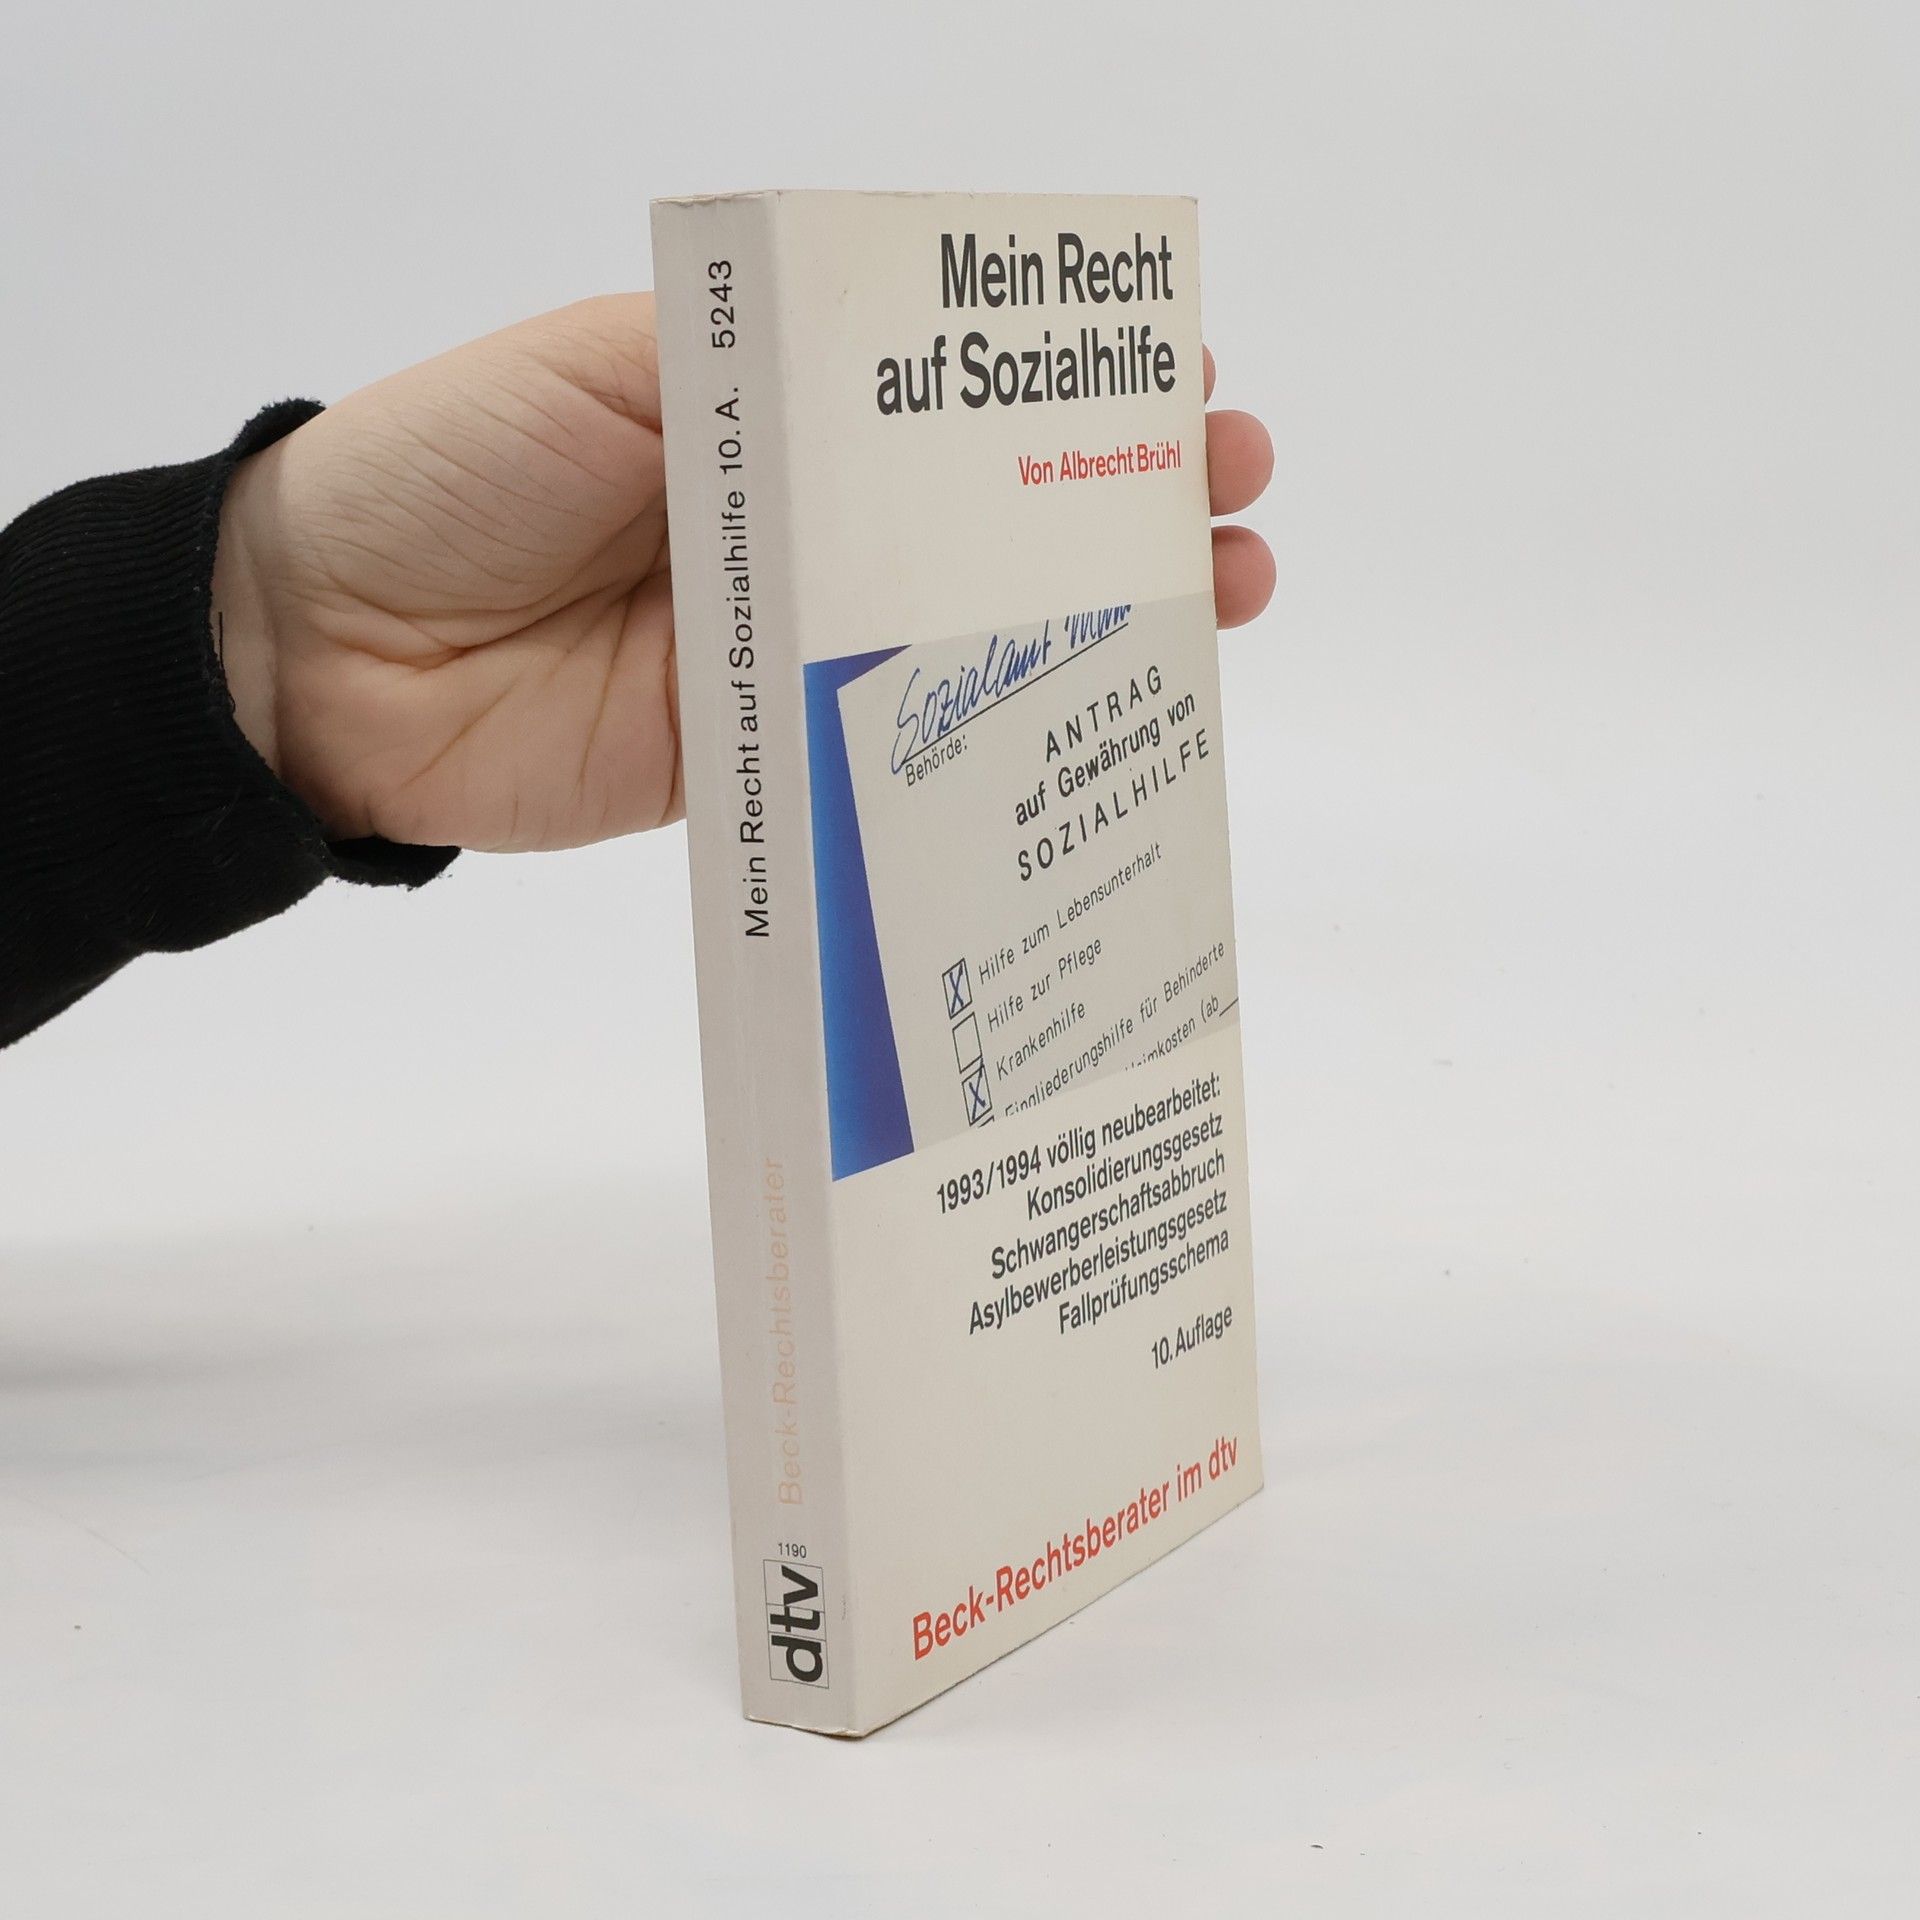 Mein Recht auf Sozialhilfe 10. A. 5243
Beck-Rechtsberater
1190
dtv
Mein Recht
auf Sozialhilfe
Von Albrecht Brühl
Sozialamt
Behörde:
ANTRAG
auf Gewährung von
SOZIALHILFE
X Hilfe zum Lebensunterhalt
Hilfe zur Pflege
X Krankenhilfe
Eingliederungshilfe für Behinderte
(ab
1993/1994 völlig neubearbeitet:
Konsolidierungsgesetz
Schwangerschaftsabbruch
Asylbewerberleistungsgesetz
Fallprüfungsschema
10. Auflage
Beck-Rechtsberater im dtv